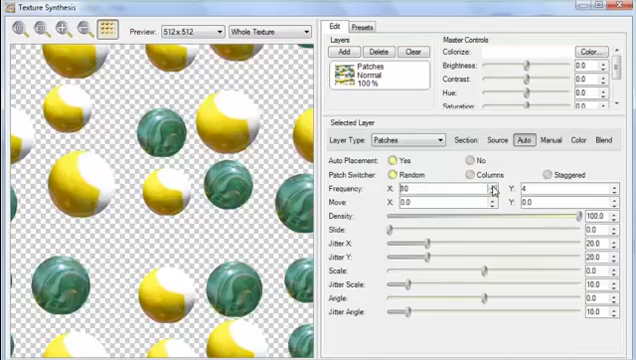 Texture Synthesis
Preview: 512 x 512 Whole Texture
Edit Presets
Layers
Add Delete Clear
Patches
Normal
100 %
Master Controls
Colorize: Color...
Brightness: 0.0
Contrast: 0.0
Hue: 0.0
Saturation: 0.0
Selected Layer
Layer Type: Patches Section: Source Auto Manual Color Blend
Auto Placement: Yes No
Patch Switcher: Random Columns Staggered
Frequency: X: 10 Y: 4
Move: X: 0.0 Y: 0.0
Density: 100.0
Slide: 0.0
Jitter X: 20.0
Jitter Y: 20.0
Scale: 0.0
Jitter Scale: 10.0
Angle: 0.0
Jitter Angle: 10.0